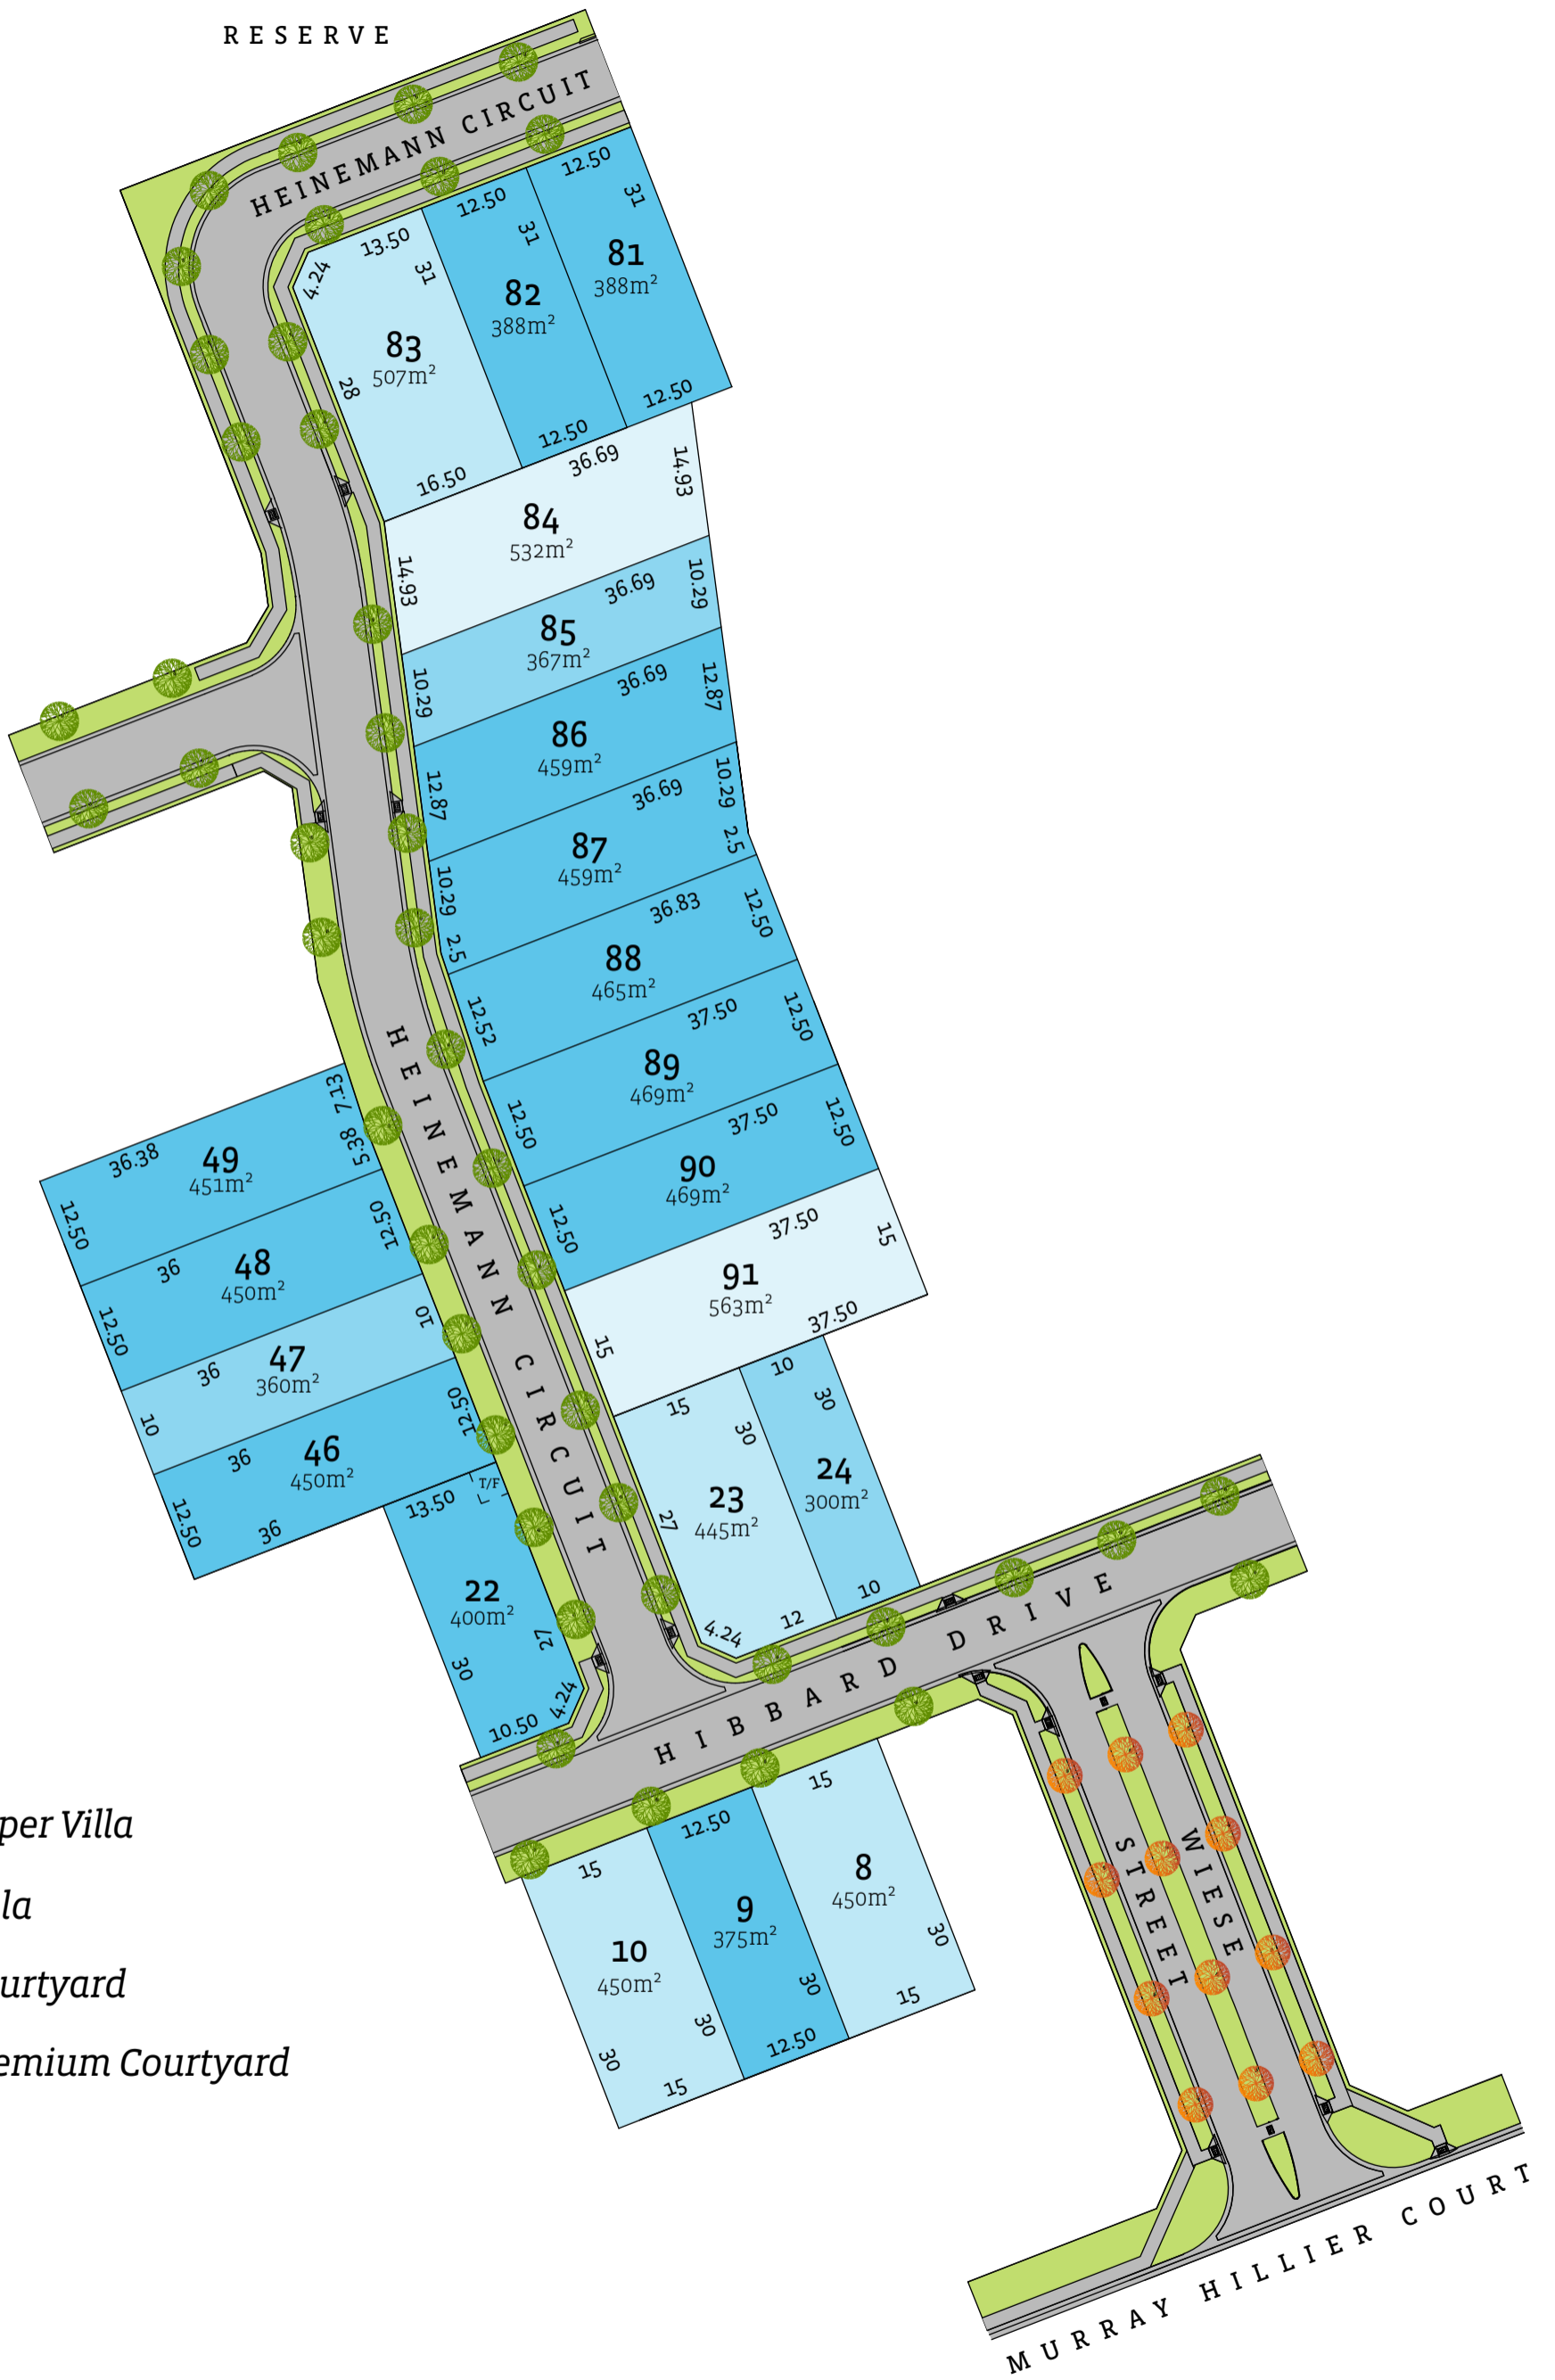 RESERVE
HEINEMANN CIRCUIT
12.50
31
81
388m²
12.50
12.50
31
82
388m²
12.50
13.50
31
4.24
83
507m²
28
16.50
36.69
14.93
84
532m²
14.93
36.69
10.29
85
367m²
10.29
36.69
12.87
86
459m²
12.87
36.69
10.29
2.5
87
459m²
10.29
2.5
36.83
12.50
88
465m²
12.52
37.50
12.50
89
469m²
12.50
37.50
12.50
90
469m²
12.50
37.50
15
91
563m²
15
37.50
HEINEMANN CIRCUIT
7.13
5.38
36.38
49
451m²
12.50
12.50
36
48
450m²
12.50
10
36
47
360m²
10
12.50
36
46
450m²
12.50
36
T/F
13.50
22
400m²
27
30
4.24
10.50
15
30
23
445m²
27
4.24
12
10
30
24
300m²
10
HIBBARD DRIVE
15
8
450m²
30
15
12.50
9
375m²
30
12.50
15
10
450m²
30
30
15
WIESE
STREET
MURRAY HILLIER COURT
per Villa
la
urtyard
emium Courtyard